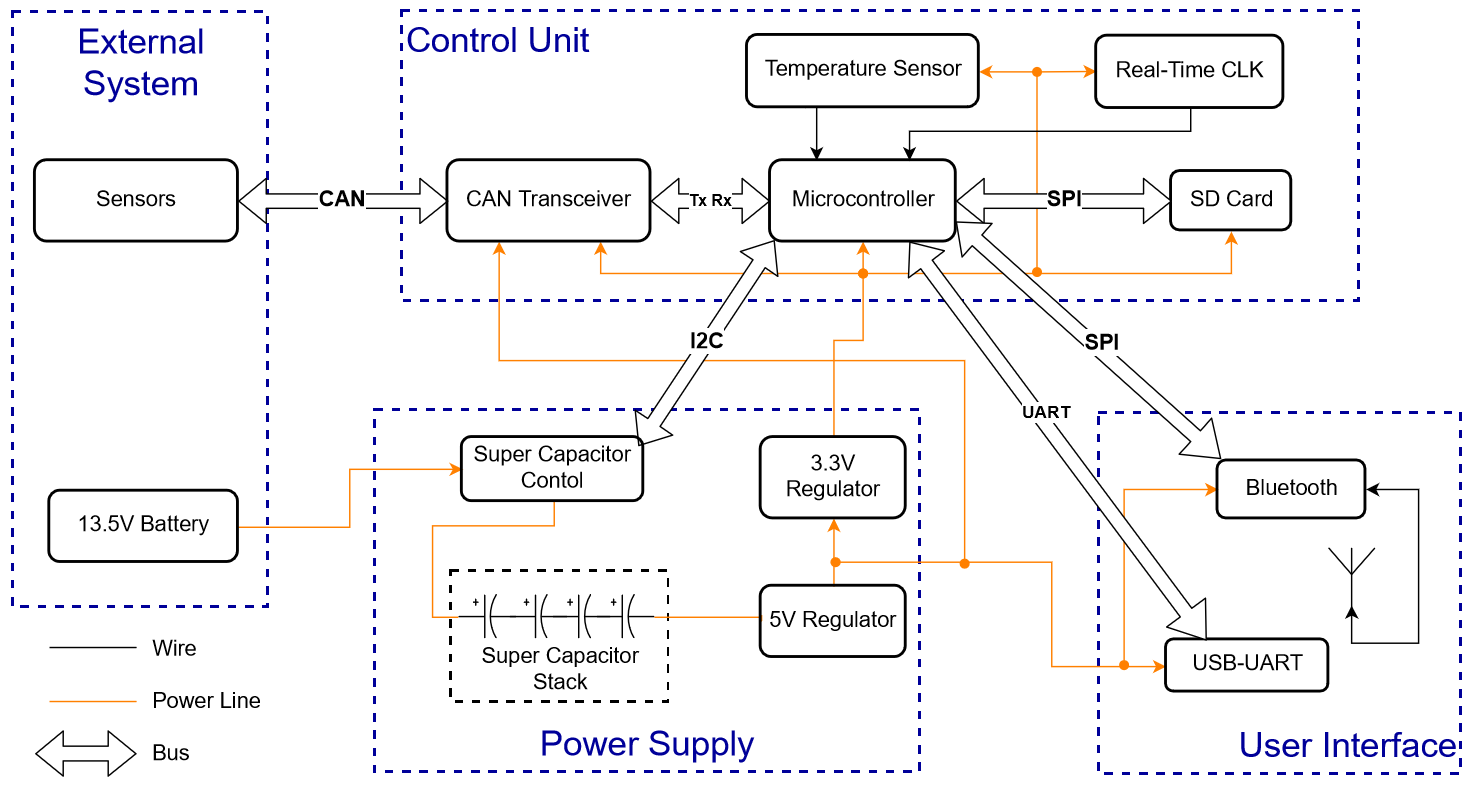 External
System
Control Unit
Temperature Sensor
Real-Time CLK
Sensors
CAN
CAN Transceiver
Tx Rx
Microcontroller
SPI
SD Card
I2C
SPI
UART
Super Capacitor
Contol
3.3V
Regulator
Bluetooth
13.5V Battery
+ + + +
5V Regulator
Super Capacitor
Stack
USB-UART
Wire
Power Line
Bus
Power Supply
User Interface